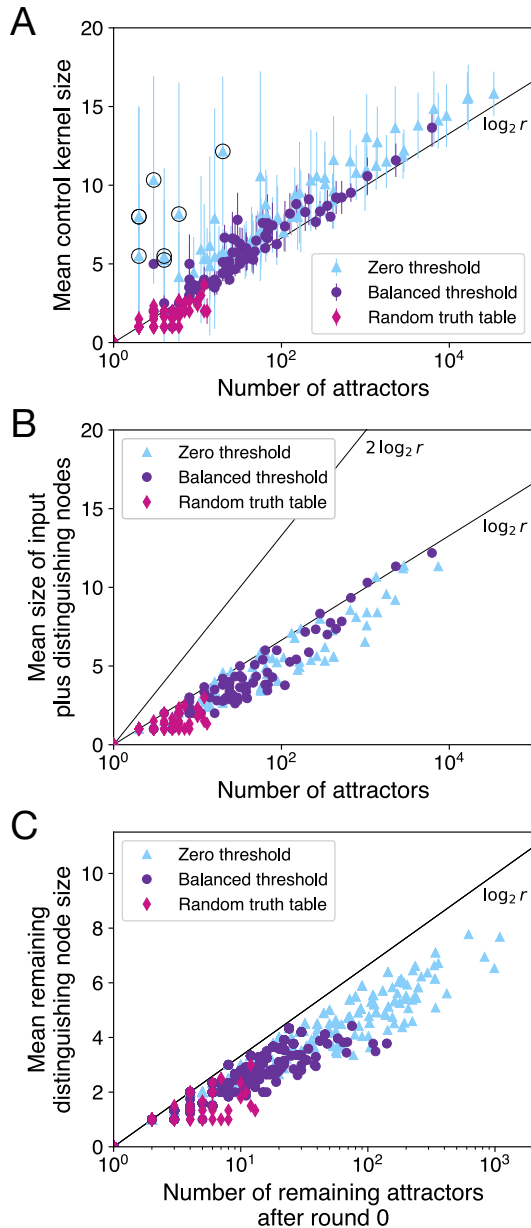 A
Mean control kernel size
20
15
10
5
0
log₂ r
Zero threshold
Balanced threshold
Random truth table
10⁰
10²
10⁴
Number of attractors
B
Mean size of input
plus distinguishing nodes
20
15
10
5
0
2 log₂ r
log₂ r
Zero threshold
Balanced threshold
Random truth table
10⁰
10²
10⁴
Number of attractors
C
Mean remaining
distinguishing node size
10
8
6
4
2
0
log₂ r
Zero threshold
Balanced threshold
Random truth table
10⁰
10¹
10²
10³
Number of remaining attractors
after round 0